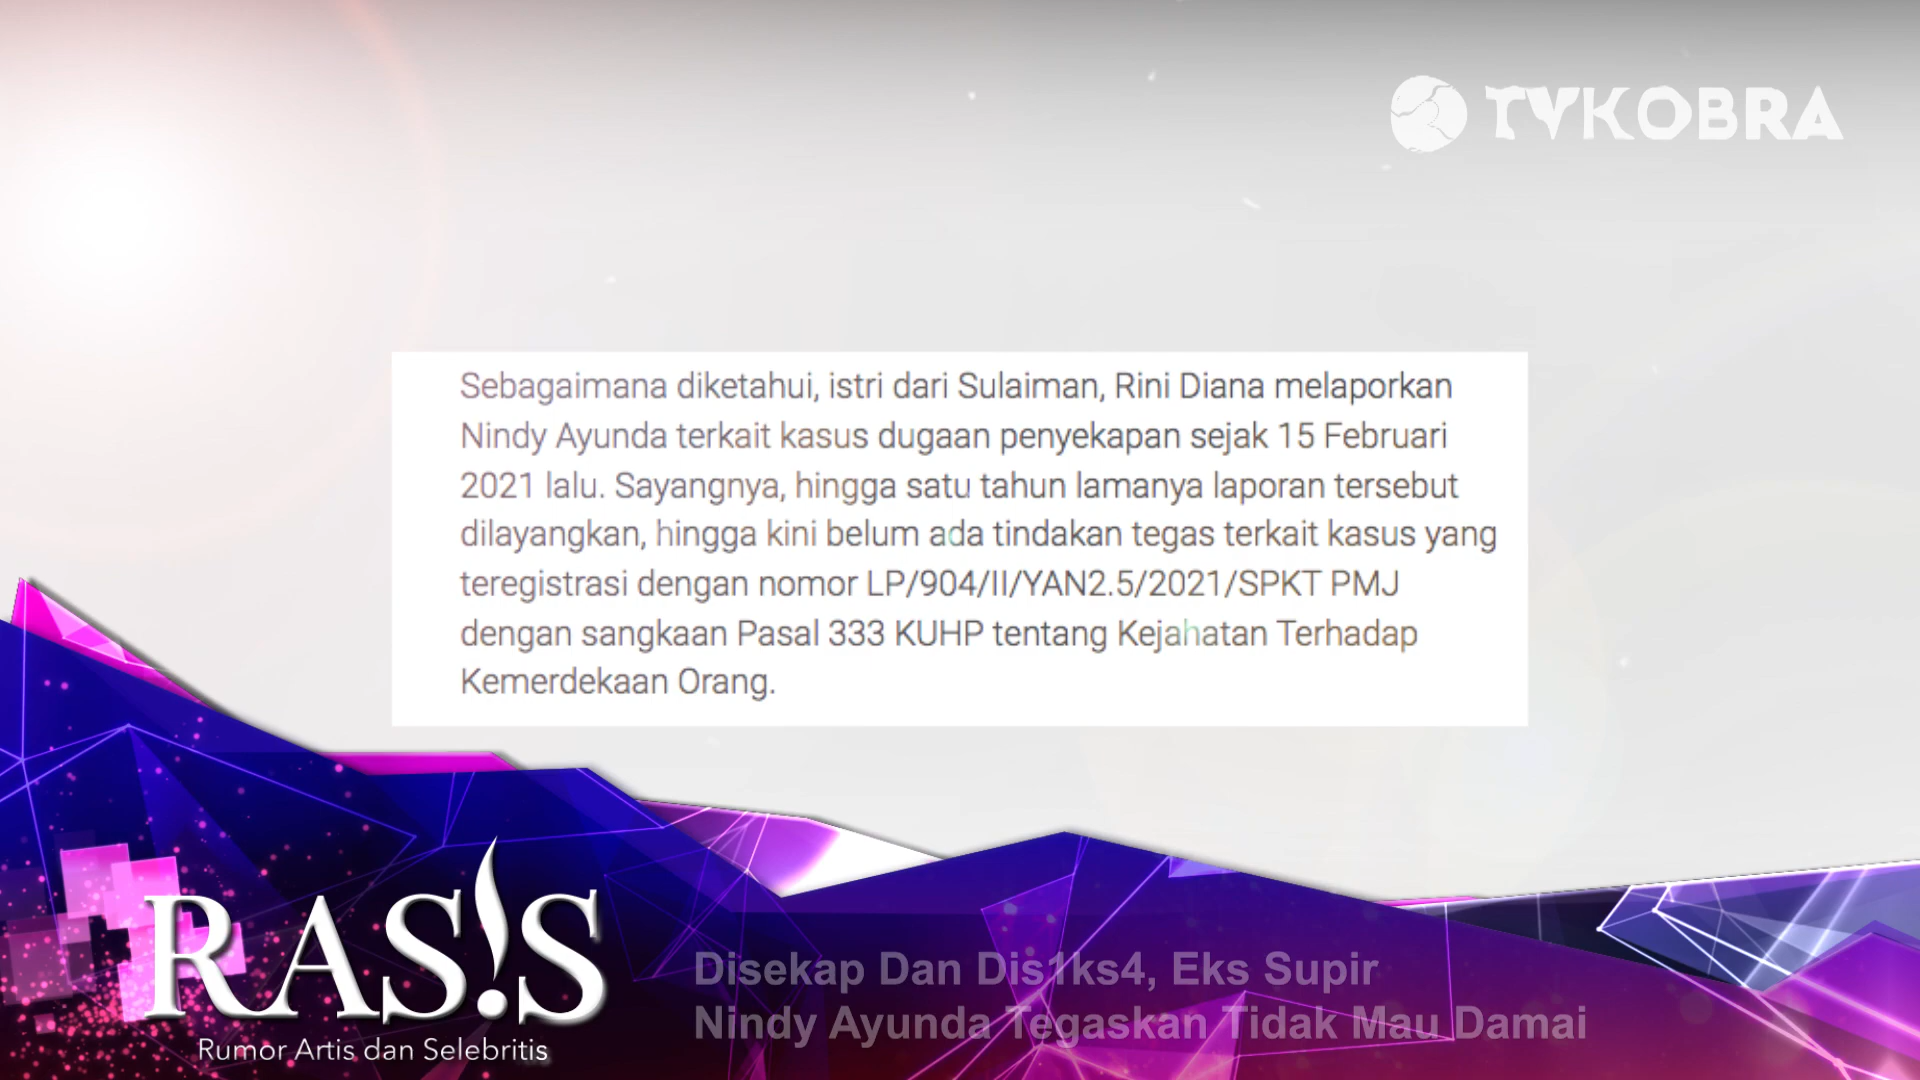 TVKOBRA
Sebagaimana diketahui, istri dari Sulaiman, Rini Diana melaporkan
Nindy Ayunda terkait kasus dugaan penyekapan sejak 15 Februari
2021 lalu. Sayangnya, hingga satu tahun lamanya laporan tersebut
dilayangkan, hingga kini belum ada tindakan tegas terkait kasus yang
teregistrasi dengan nomor LP/904/II/YAN2.5/2021/SPKT PMJ
dengan sangkaan Pasal 333 KUHP tentang Kejahatan Terhadap
Kemerdekaan Orang.
RAS!S
Rumor Artis dan Selebritis
Disekap Dan Dis1ks4, Eks Supir
Nindy Ayunda Tegaskan Tidak Mau Damai